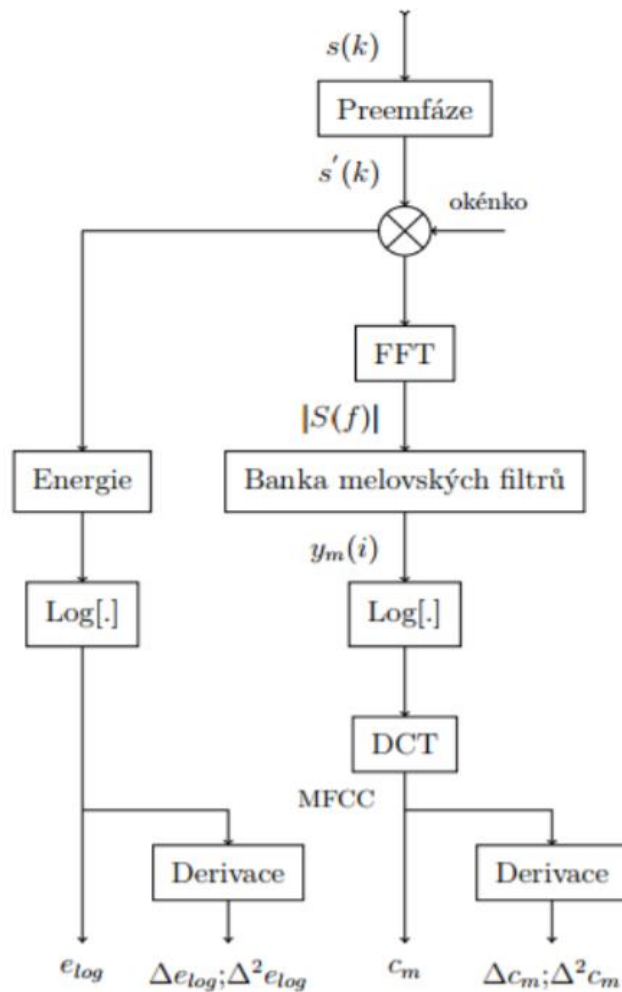 s(k)
Preemfáze
s'(k)
okénko
FFT
|S(f)|
Energie Banka melovských filtrů
y_m(i)
Log[.] Log[.]
DCT
MFCC
Derivace Derivace
e_log Δe_log;Δ²e_log c_m Δc_m;Δ²c_m